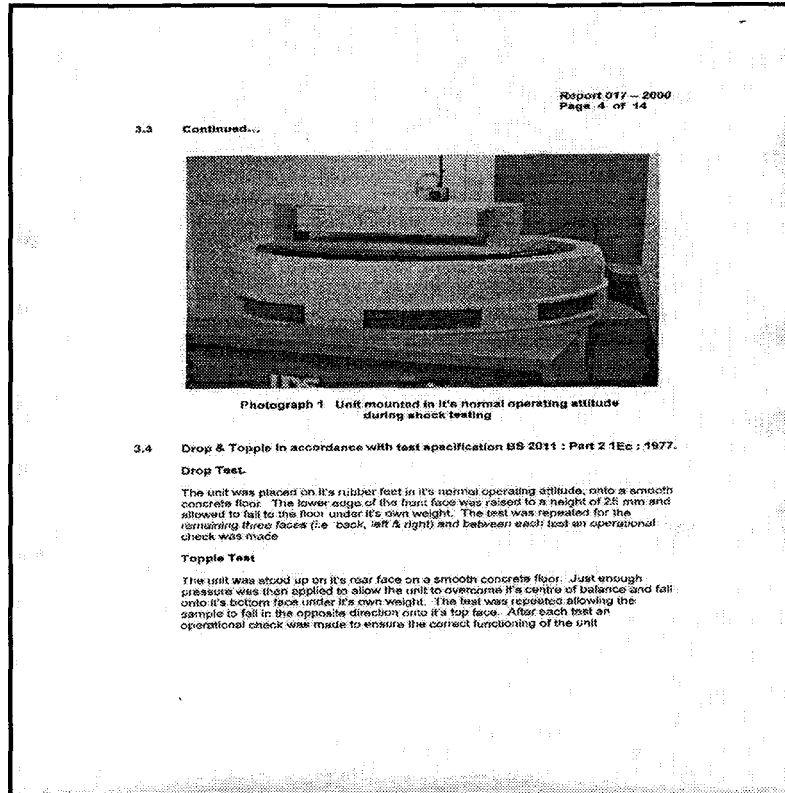 Report 017 – 2000
Page 4 of 14
3.3 Continued...
LDS
Photograph 1 Unit mounted in it's normal operating attitude
during shock testing
3.4 Drop & Topple in accordance with test specification BS 2011 : Part 2 1Ec : 1977.
Drop Test.
The unit was placed on it's rubber feet in it's normal operating attitude, onto a smooth
concrete floor. The lower edge of the front face was raised to a height of 25 mm and
allowed to fall to the floor under it's own weight. The test was repeated for the
remaining three faces (i.e back, left & right) and between each test an operational
check was made
Topple Test
The unit was stood up on it's rear face on a smooth concrete floor. Just enough
pressure was then applied to allow the unit to overcome it's centre of balance and fall
onto it's bottom face under it's own weight. The test was repeated allowing the
sample to fall in the opposite direction onto it's top face. After each test an
operational check was made to ensure the correct functioning of the unit